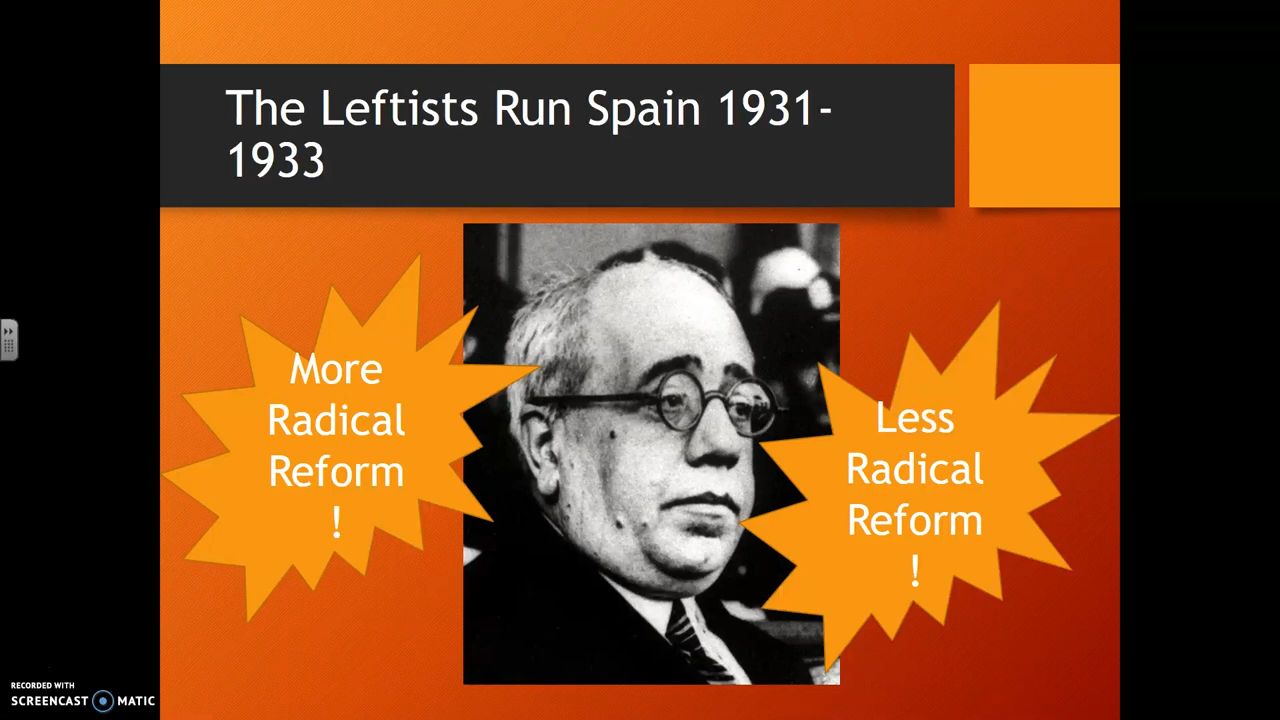 The Leftists Run Spain 1931-
1933
More
Radical
Reform
!
Less
Radical
Reform
!
RECORDED WITH
SCREENCAST MATIC